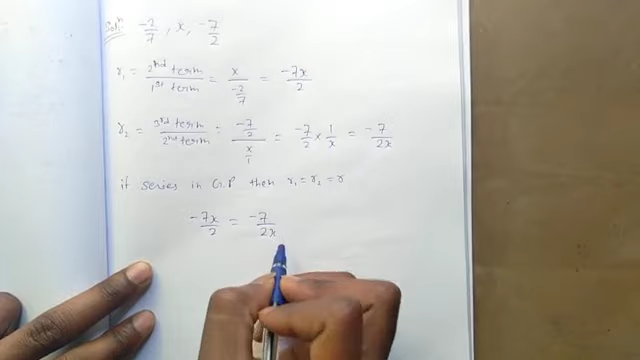 Solⁿ: -2/7 , x , -7/2
r₁ = 2nd term / 1st term = x / (-2/7) = -7x/2
r₂ = 3rd term / 2nd term = (-7/2) / (x/1) = -7/2 × 1/x = -7/2x
if series in G.P then r₁ = r₂ = r
-7x/2 = -7/2x